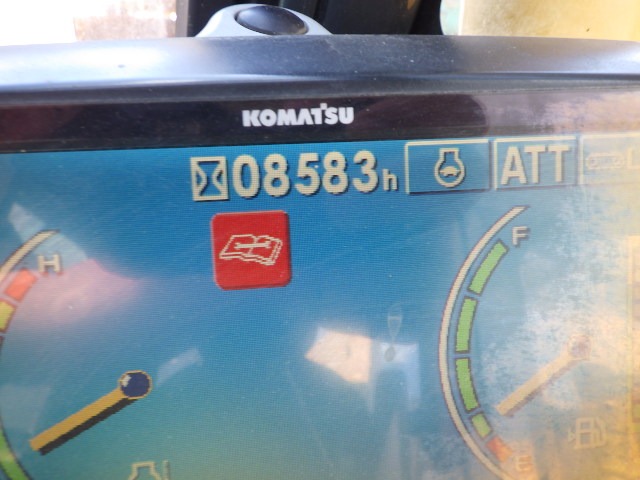 KOMATSU
08583h ATT
H F
E